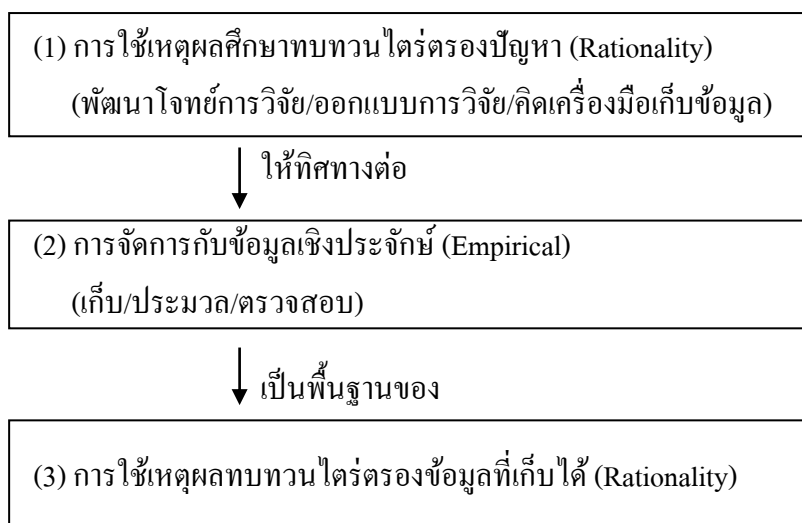 (1) การใช้เหตุผลศึกษาทบทวนไตร่ตรองปัญหา (Rationality)
(พัฒนาโจทย์การวิจัย/ออกแบบการวิจัย/คิดเครื่องมือเก็บข้อมูล)
ให้ทิศทางต่อ
(2) การจัดการกับข้อมูลเชิงประจักษ์ (Empirical)
(เก็บ/ประมวล/ตรวจสอบ)
เป็นพื้นฐานของ
(3) การใช้เหตุผลทบทวนไตร่ตรองข้อมูลที่เก็บได้ (Rationality)